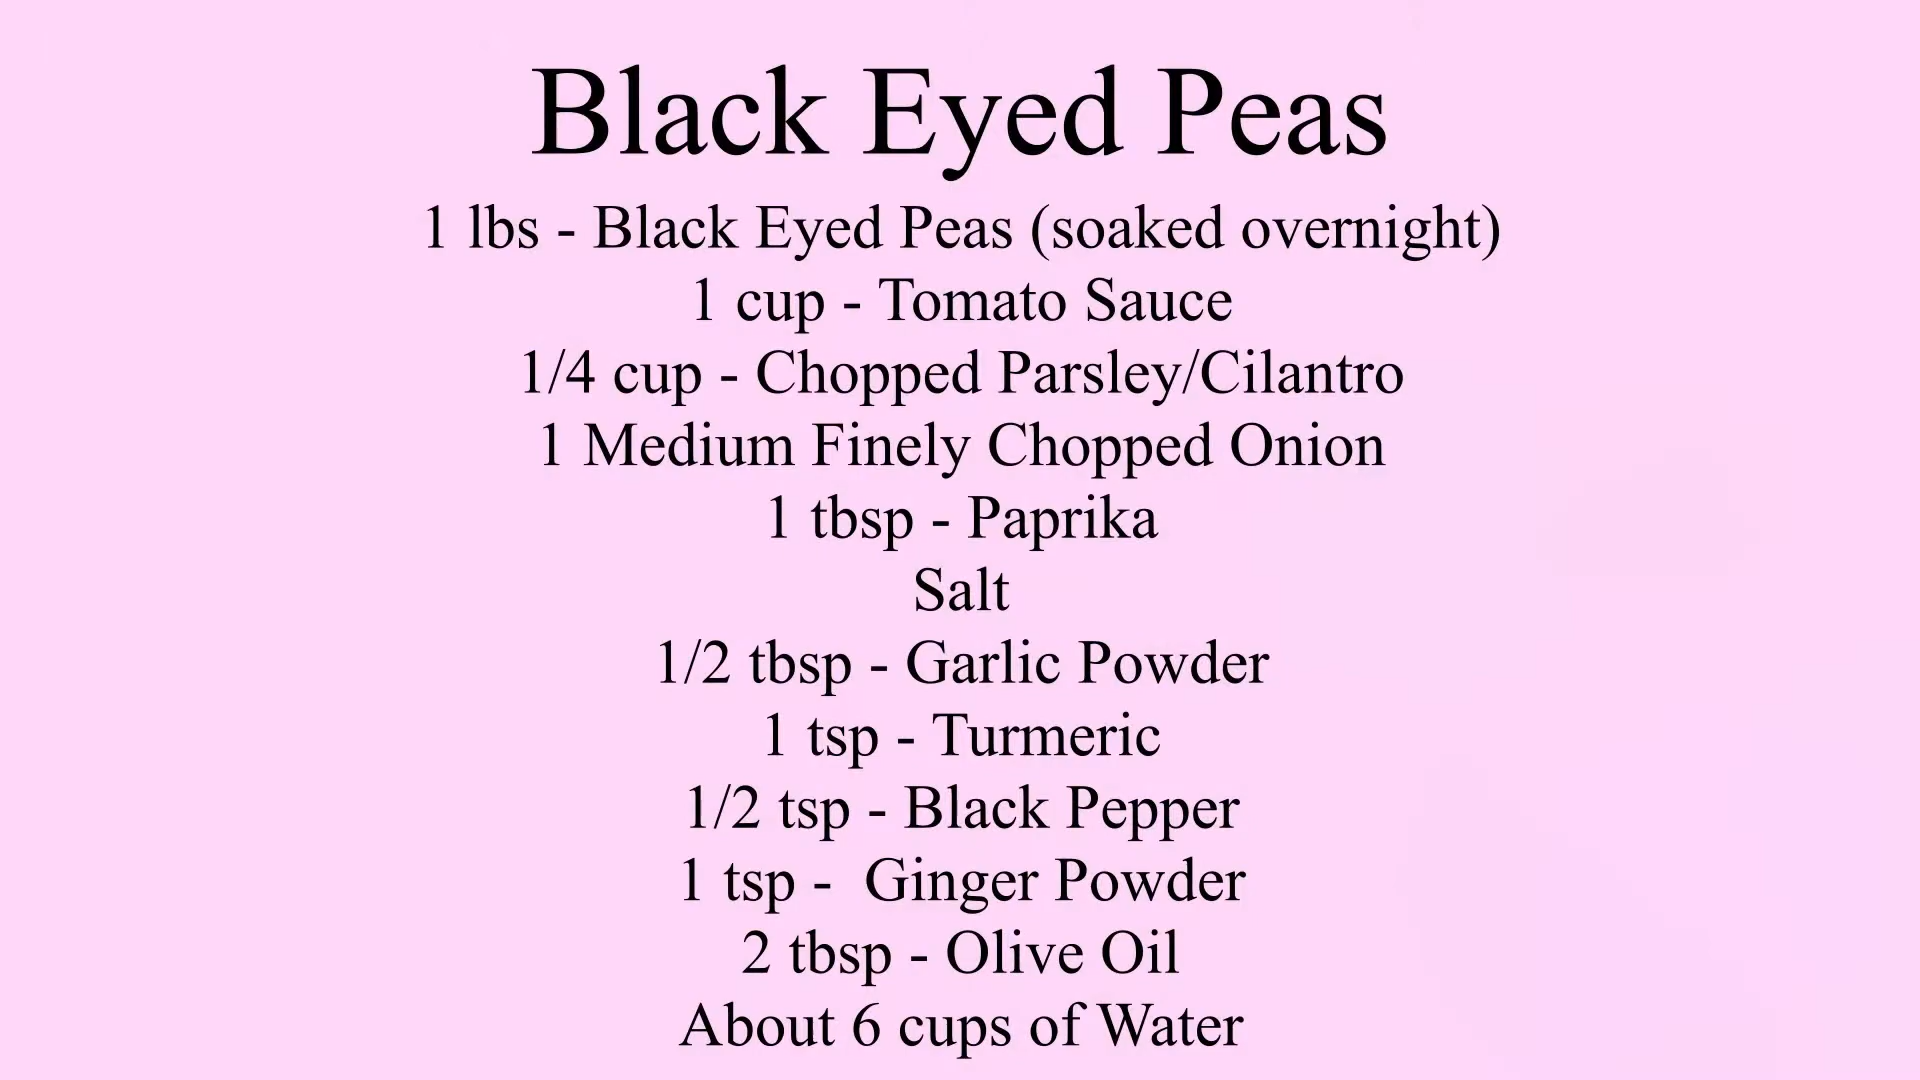 Black Eyed Peas
1 lbs - Black Eyed Peas (soaked overnight)
1 cup - Tomato Sauce
1/4 cup - Chopped Parsley/Cilantro
1 Medium Finely Chopped Onion
1 tbsp - Paprika
Salt
1/2 tbsp - Garlic Powder
1 tsp - Turmeric
1/2 tsp - Black Pepper
1 tsp -  Ginger Powder
2 tbsp - Olive Oil
About 6 cups of Water